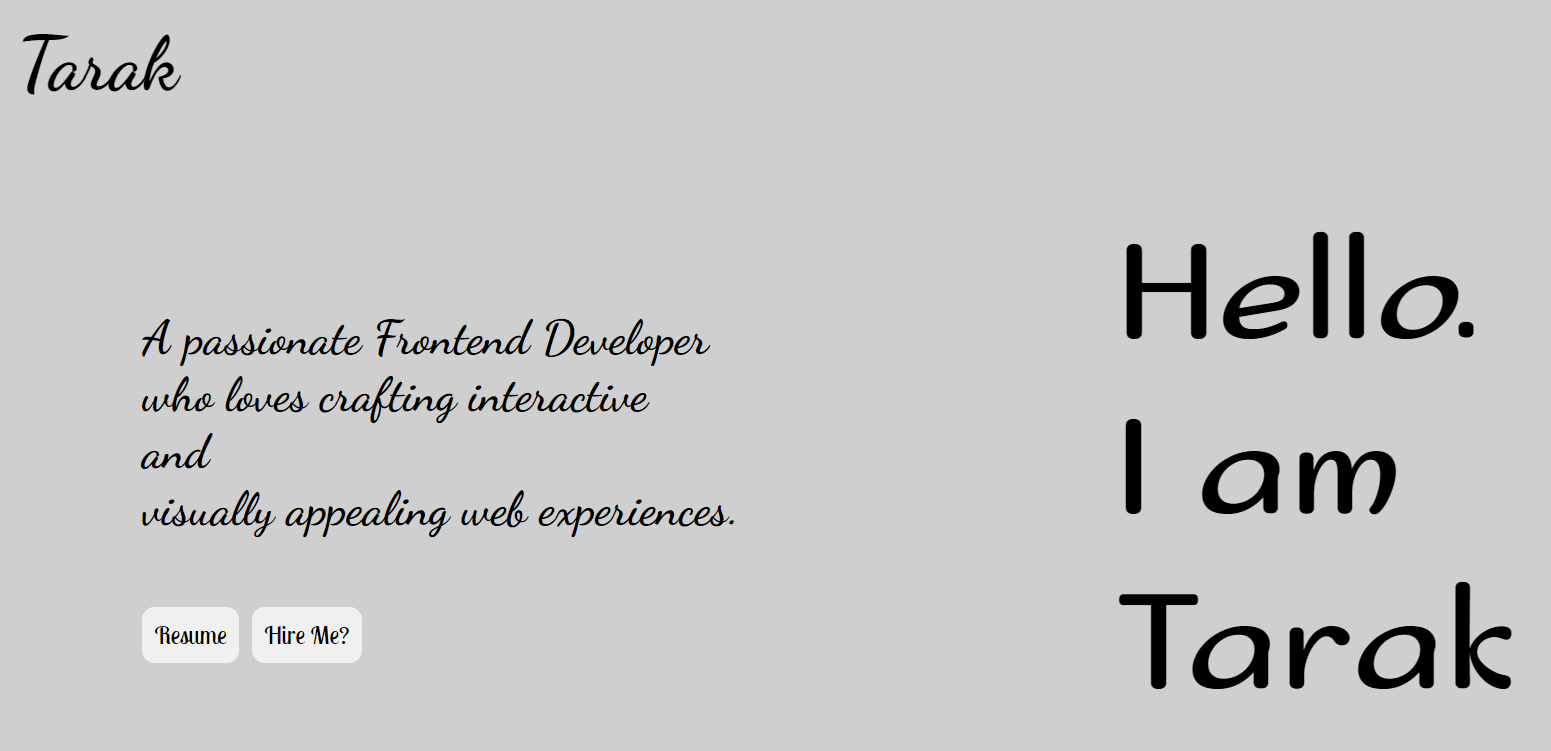 Tarak
A passionate Frontend Developer
who loves crafting interactive
and
visually appealing web experiences.
Resume
Hire Me?
Hello.
I am
Tarak